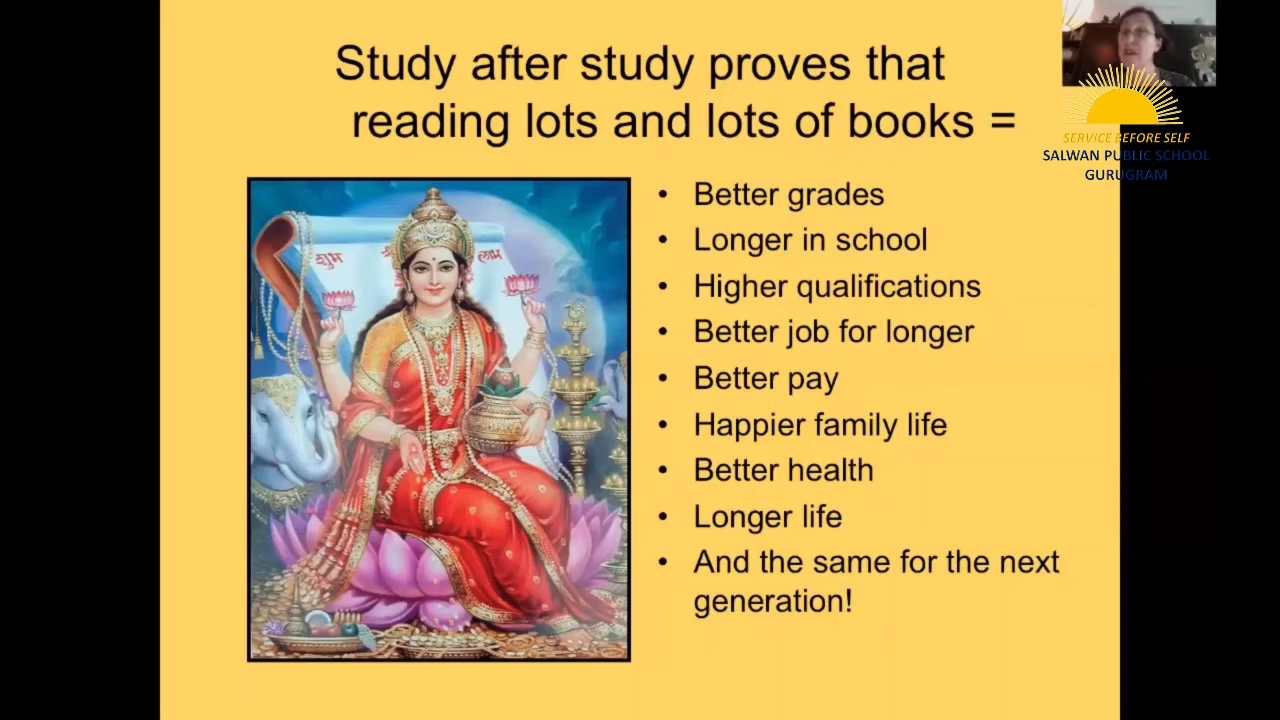 Study after study proves that
reading lots and lots of books =
SERVICE BEFORE SELF
SALWAN PUBLIC SCHOOL
GURUGRAM
शुभ
लाभ
• Better grades
• Longer in school
• Higher qualifications
• Better job for longer
• Better pay
• Happier family life
• Better health
• Longer life
• And the same for the next
generation!